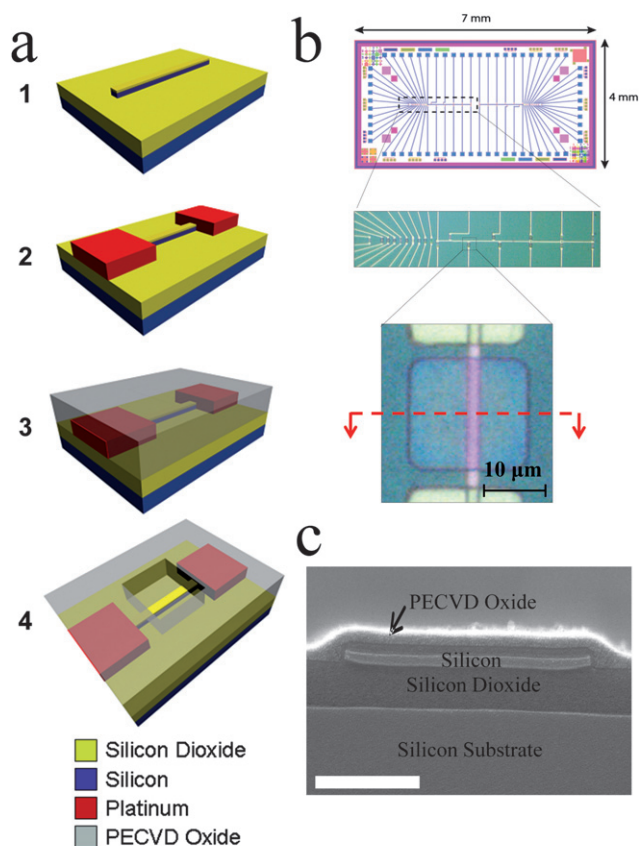 a
1
2
3
4
Silicon Dioxide
Silicon
Platinum
PECVD Oxide
b
7 mm
4 mm
10 µm
c
PECVD Oxide
Silicon
Silicon Dioxide
Silicon Substrate